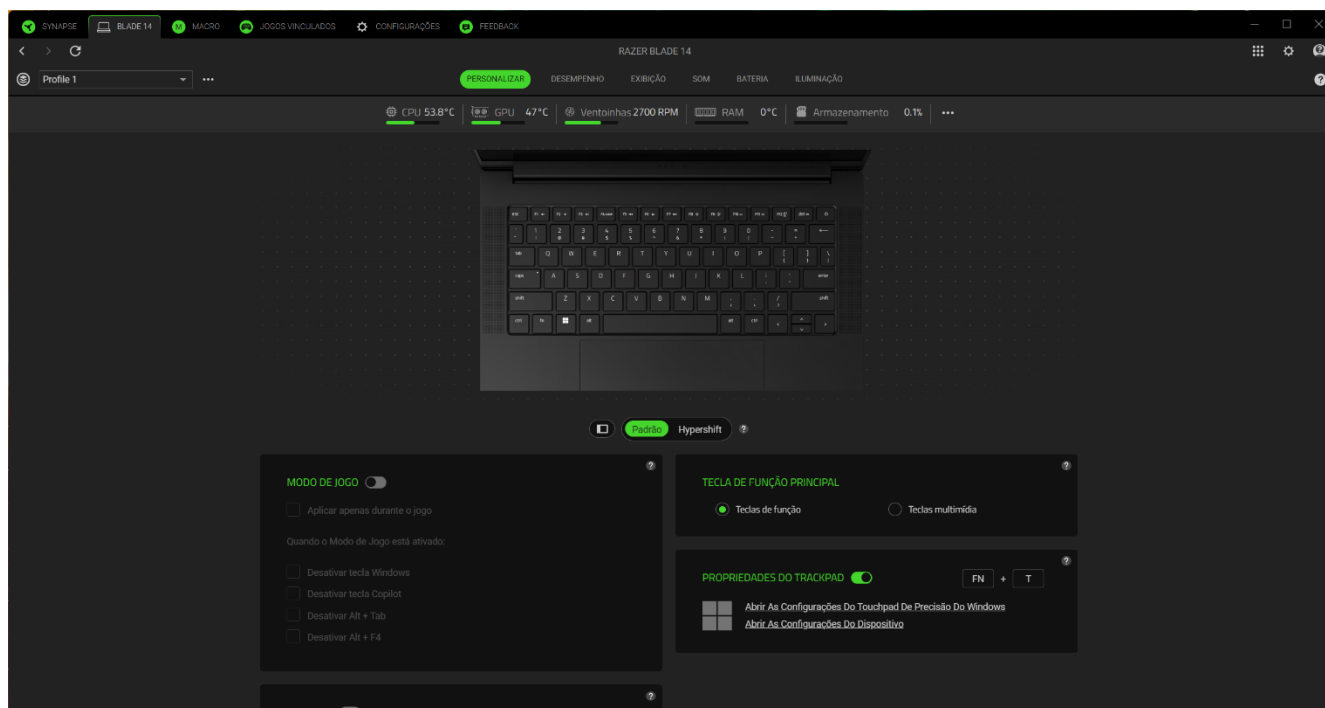 SYNAPSE BLADE 14 MACRO JOGOS VINCULADOS CONFIGURAÇÕES FEEDBACK
RAZER BLADE 14
Profile 1 PERSONALIZAR DESEMPENHO EXIBIÇÃO SOM BATERIA ILUMINAÇÃO
CPU 53.8°C GPU 47°C Ventoinhas 2700 RPM RAM 0°C Armazenamento 0.1%
Q W E R T Y U I O P
A S D F G H J K L
Z X C V B N M
Padrão Hypershift
MODO DE JOGO
Aplicar apenas durante o jogo
Quando o Modo de Jogo está ativado:
Desativar tecla Windows
Desativar tecla Copilot
Desativar Alt + Tab
Desativar Alt + F4
TECLA DE FUNÇÃO PRINCIPAL
Teclas de função Teclas multimídia
PROPRIEDADES DO TRACKPAD FN + T
Abrir As Configurações Do Touchpad De Precisão Do Windows
Abrir As Configurações Do Dispositivo